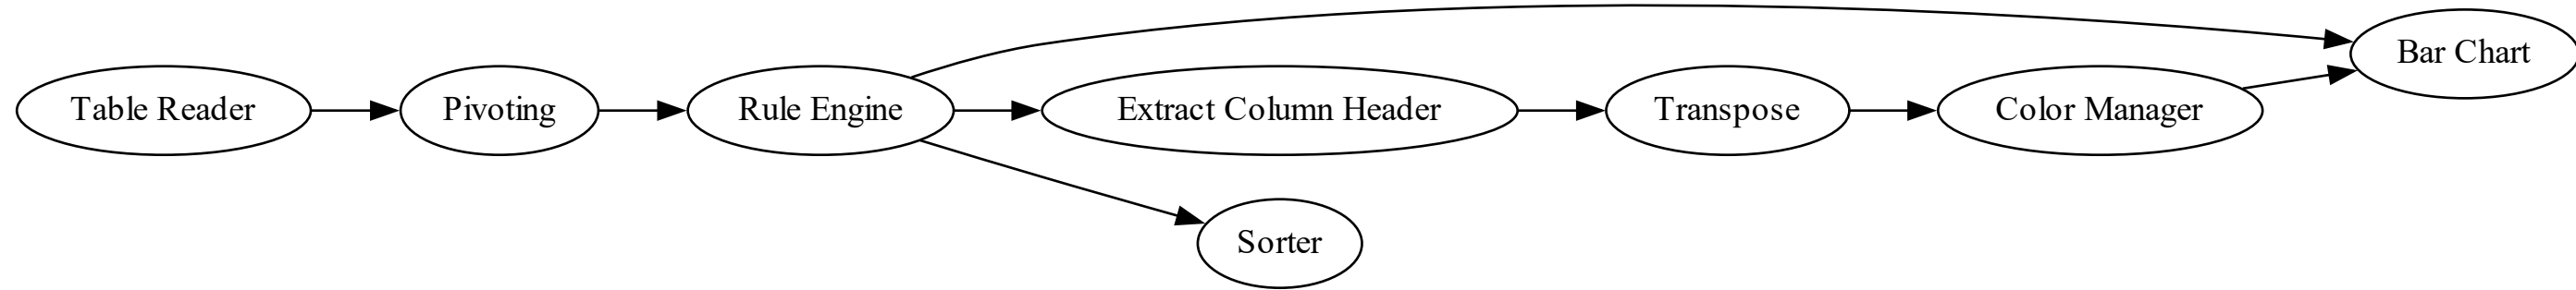 Table Reader
Pivoting
Rule Engine
Extract Column Header
Transpose
Color Manager
Bar Chart
Sorter